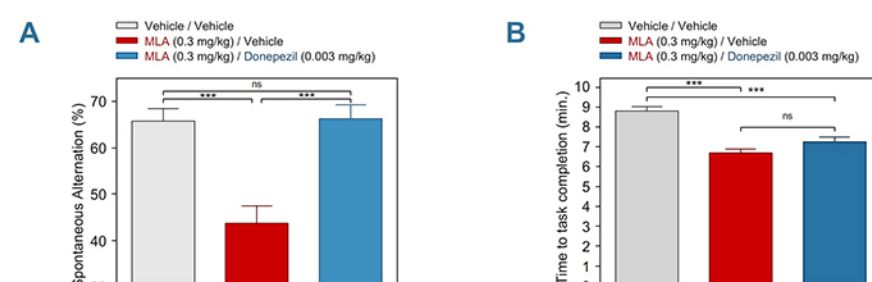 A
Vehicle / Vehicle
MLA (0.3 mg/kg) / Vehicle
MLA (0.3 mg/kg) / Donepezil (0.003 mg/kg)
ns
*** ***
70
60
50
40
Spontaneous Alternation (%)
B
Vehicle / Vehicle
MLA (0.3 mg/kg) / Vehicle
MLA (0.3 mg/kg) / Donepezil (0.003 mg/kg)
***
***
ns
10
9
8
7
6
5
4
3
2
1
Time to task completion (min.)